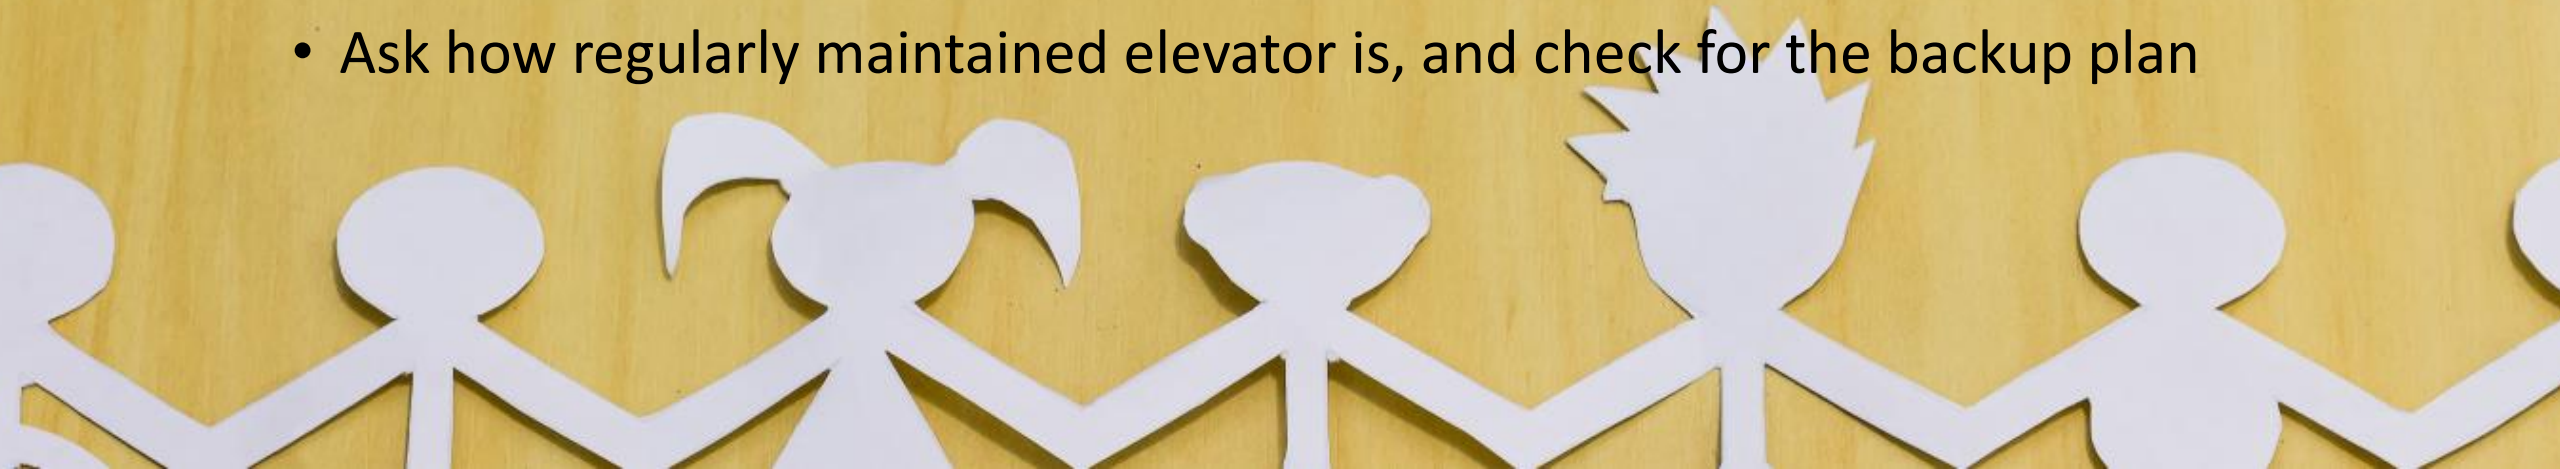 • Ask how regularly maintained elevator is, and check for the backup plan